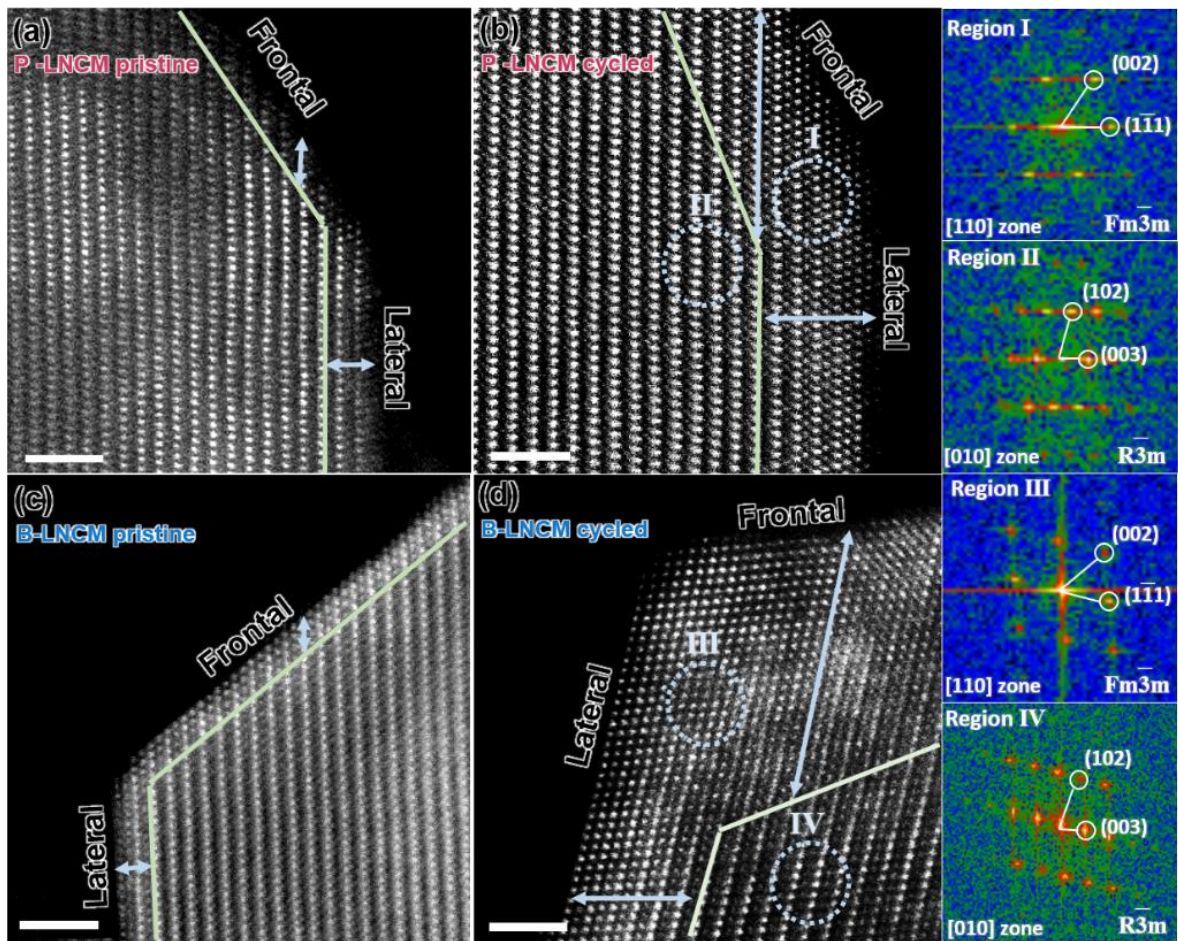 (a)
P -LNCM pristine
Frontal
Lateral
(b)
P -LNCM cycled
Frontal
I
II
Lateral
Region I
(002)
(11̅1)
[110] zone
Fm3̅m
Region II
(102)
(003)
[010] zone
R3̅m
(c)
B-LNCM pristine
Frontal
Lateral
(d)
B-LNCM cycled
Frontal
III
Lateral
IV
Region III
(002)
(11̅1)
[110] zone
Fm3̅m
Region IV
(102)
(003)
[010] zone
R3̅m